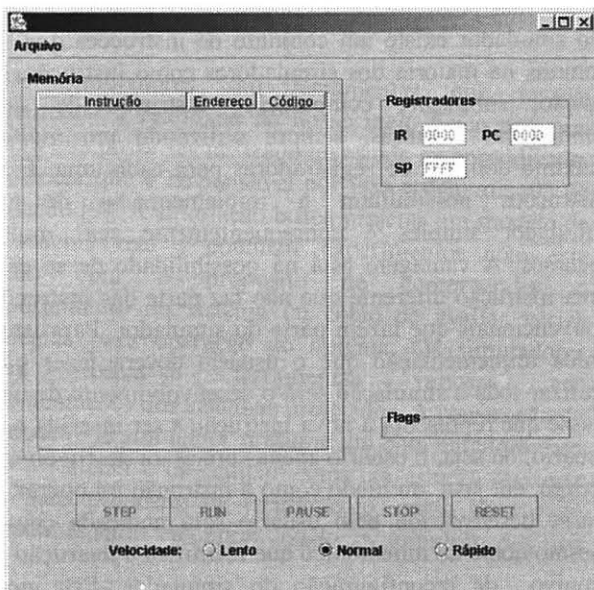 Arquivo
Memória
Instrução Endereço Código
Registradores
IR 0000 PC 0000
SP FFFF
Flags
STEP RUN PAUSE STOP RESET
Velocidade: Lento Normal Rápido